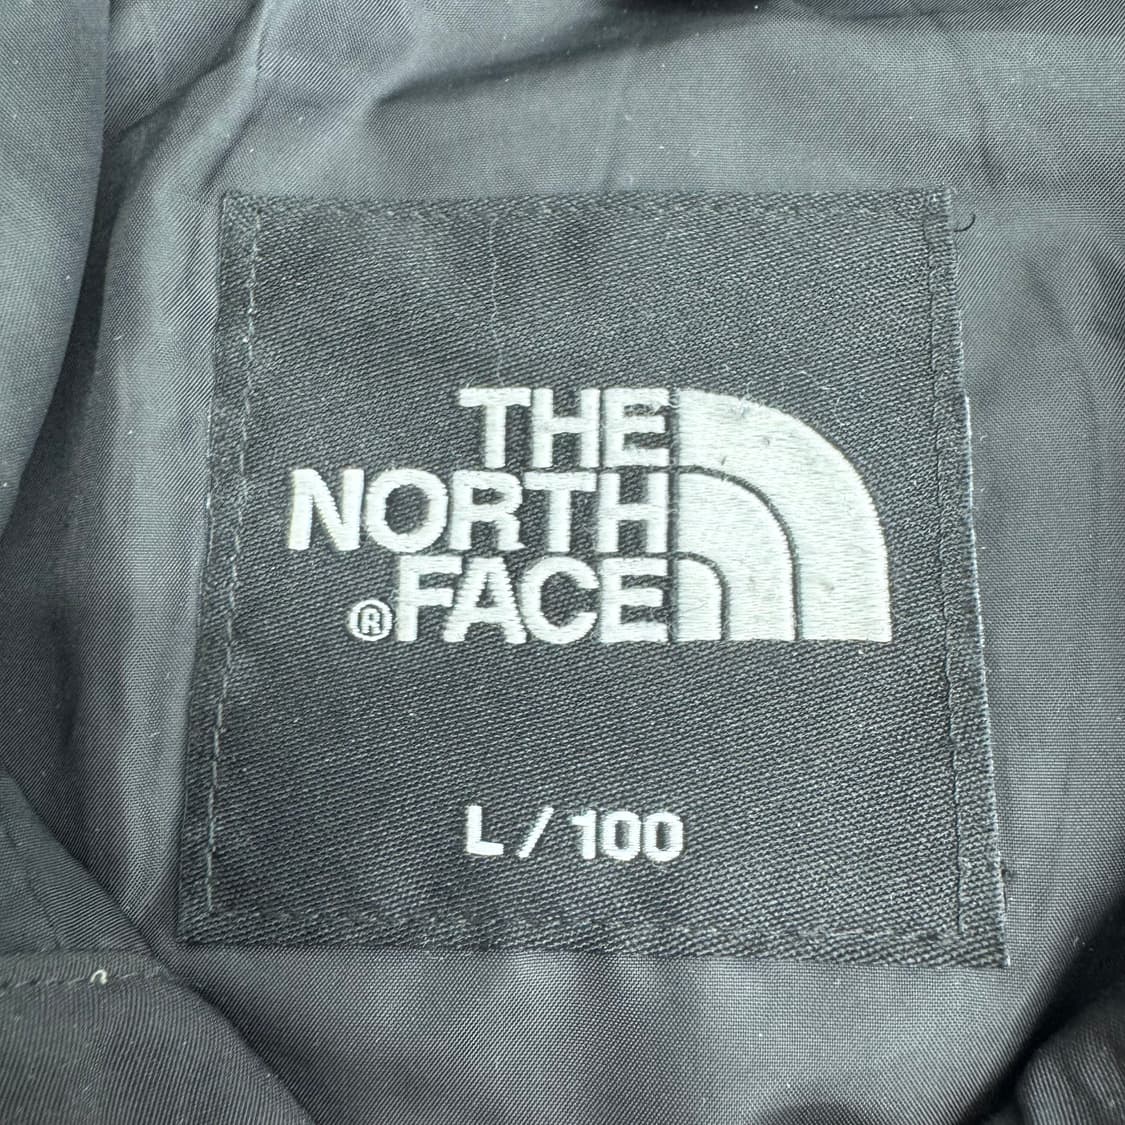 THE
NORTH
®FACE
L / 100